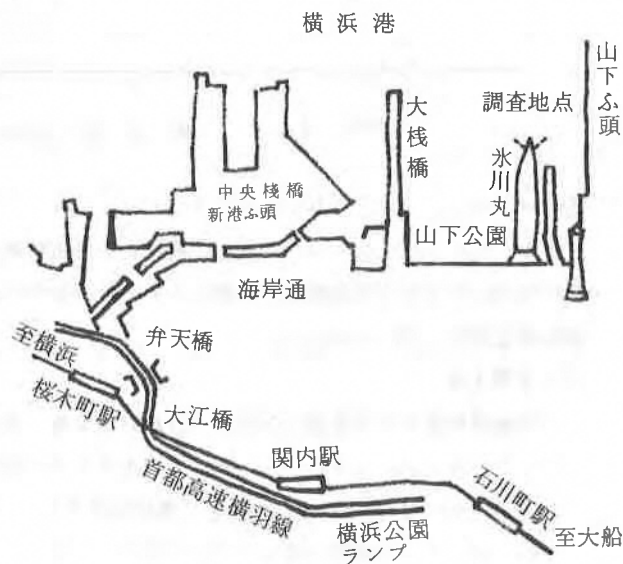 横浜港
山下ふ頭
調査地点
大桟橋
氷川丸
中央棧橋
新港ふ頭
山下公園
海岸通
弁天橋
至横浜
桜木町駅
大江橋
関内駅
首都高速横羽線
石川町駅
横浜公園
ランプ
至大船